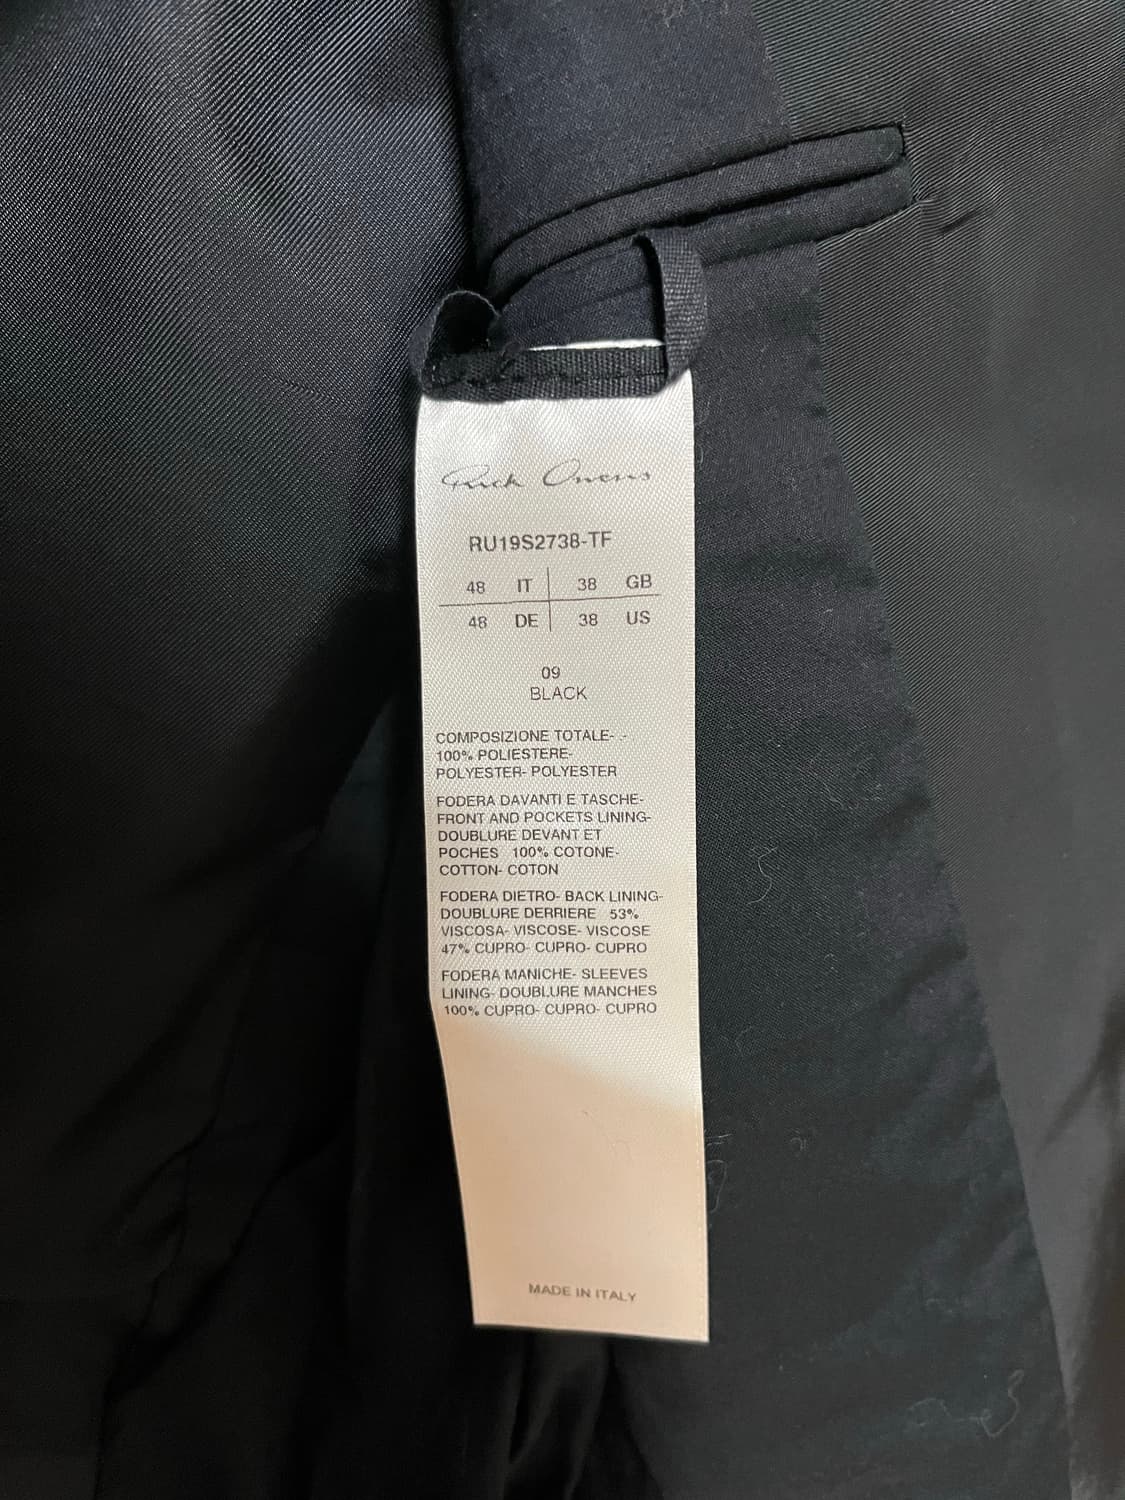 Rick Owens
RU19S2738-TF
48 IT 38 GB
48 DE 38 US
09
BLACK
COMPOSIZIONE TOTALE- -
100% POLIESTERE-
POLYESTER- POLYESTER
FODERA DAVANTI E TASCHE-
FRONT AND POCKETS LINING-
DOUBLURE DEVANT ET
POCHES 100% COTONE-
COTTON- COTON
FODERA DIETRO- BACK LINING-
DOUBLURE DERRIERE 53%
VISCOSA- VISCOSE- VISCOSE
47% CUPRO- CUPRO- CUPRO
FODERA MANICHE- SLEEVES
LINING- DOUBLURE MANCHES
100% CUPRO- CUPRO- CUPRO
MADE IN ITALY